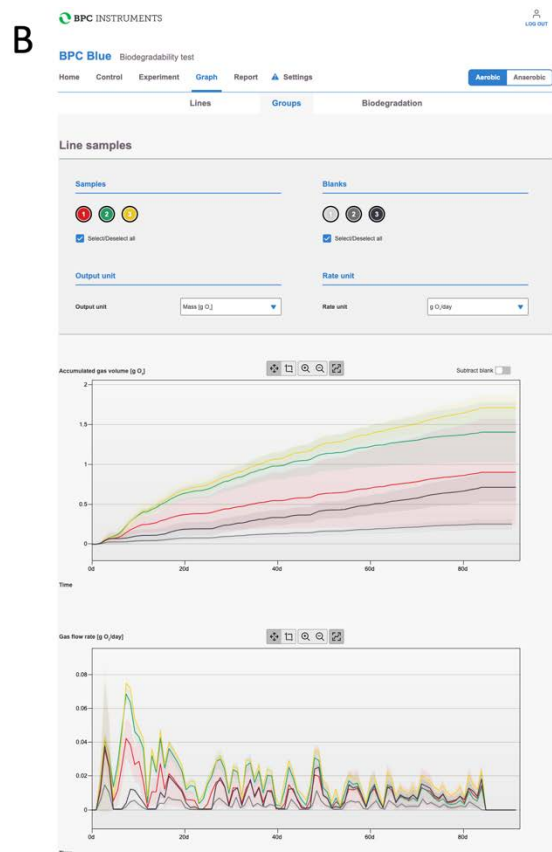 B
BPC INSTRUMENTS
LOG OUT
BPC Blue Biodegradability test
Home Control Experiment Graph Report Settings Aerobic Anaerobic
Lines Groups Biodegradation
Line samples
Samples Blanks
1 2 3 1 2 3
Select/Deselect all Select/Deselect all
Output unit Rate unit
Output unit Mass [g O₂] Rate unit g O₂/day
Accumulated gas volume [g O₂] Subtract blank
2
1.5
1
0.5
0
0d 20d 40d 60d 80d
Time
Gas flow rate [g O₂/day]
0.08
0.06
0.04
0.02
0
0d 20d 40d 60d 80d
Time